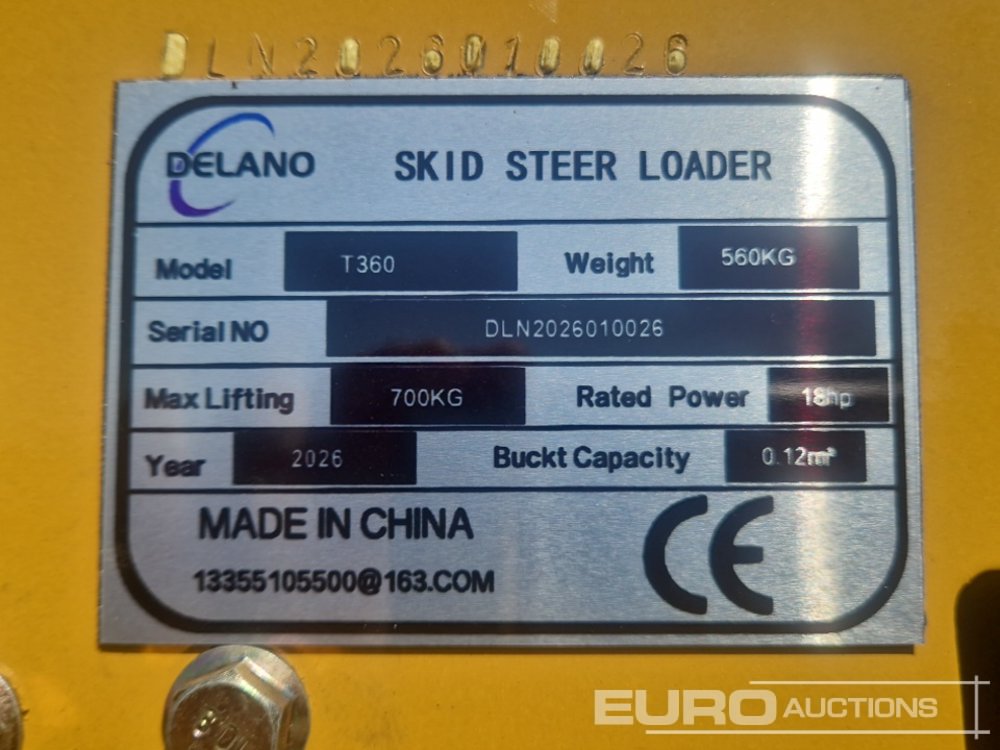 DLN2026010026
DELANO SKID STEER LOADER
Model T360 Weight 560KG
Serial NO DLN2026010026
Max Lifting 700KG Rated Power 18hp
Year 2026 Buckt Capacity 0.12m³
MADE IN CHINA
13355105500@163.COM
CE
EURO AUCTIONS